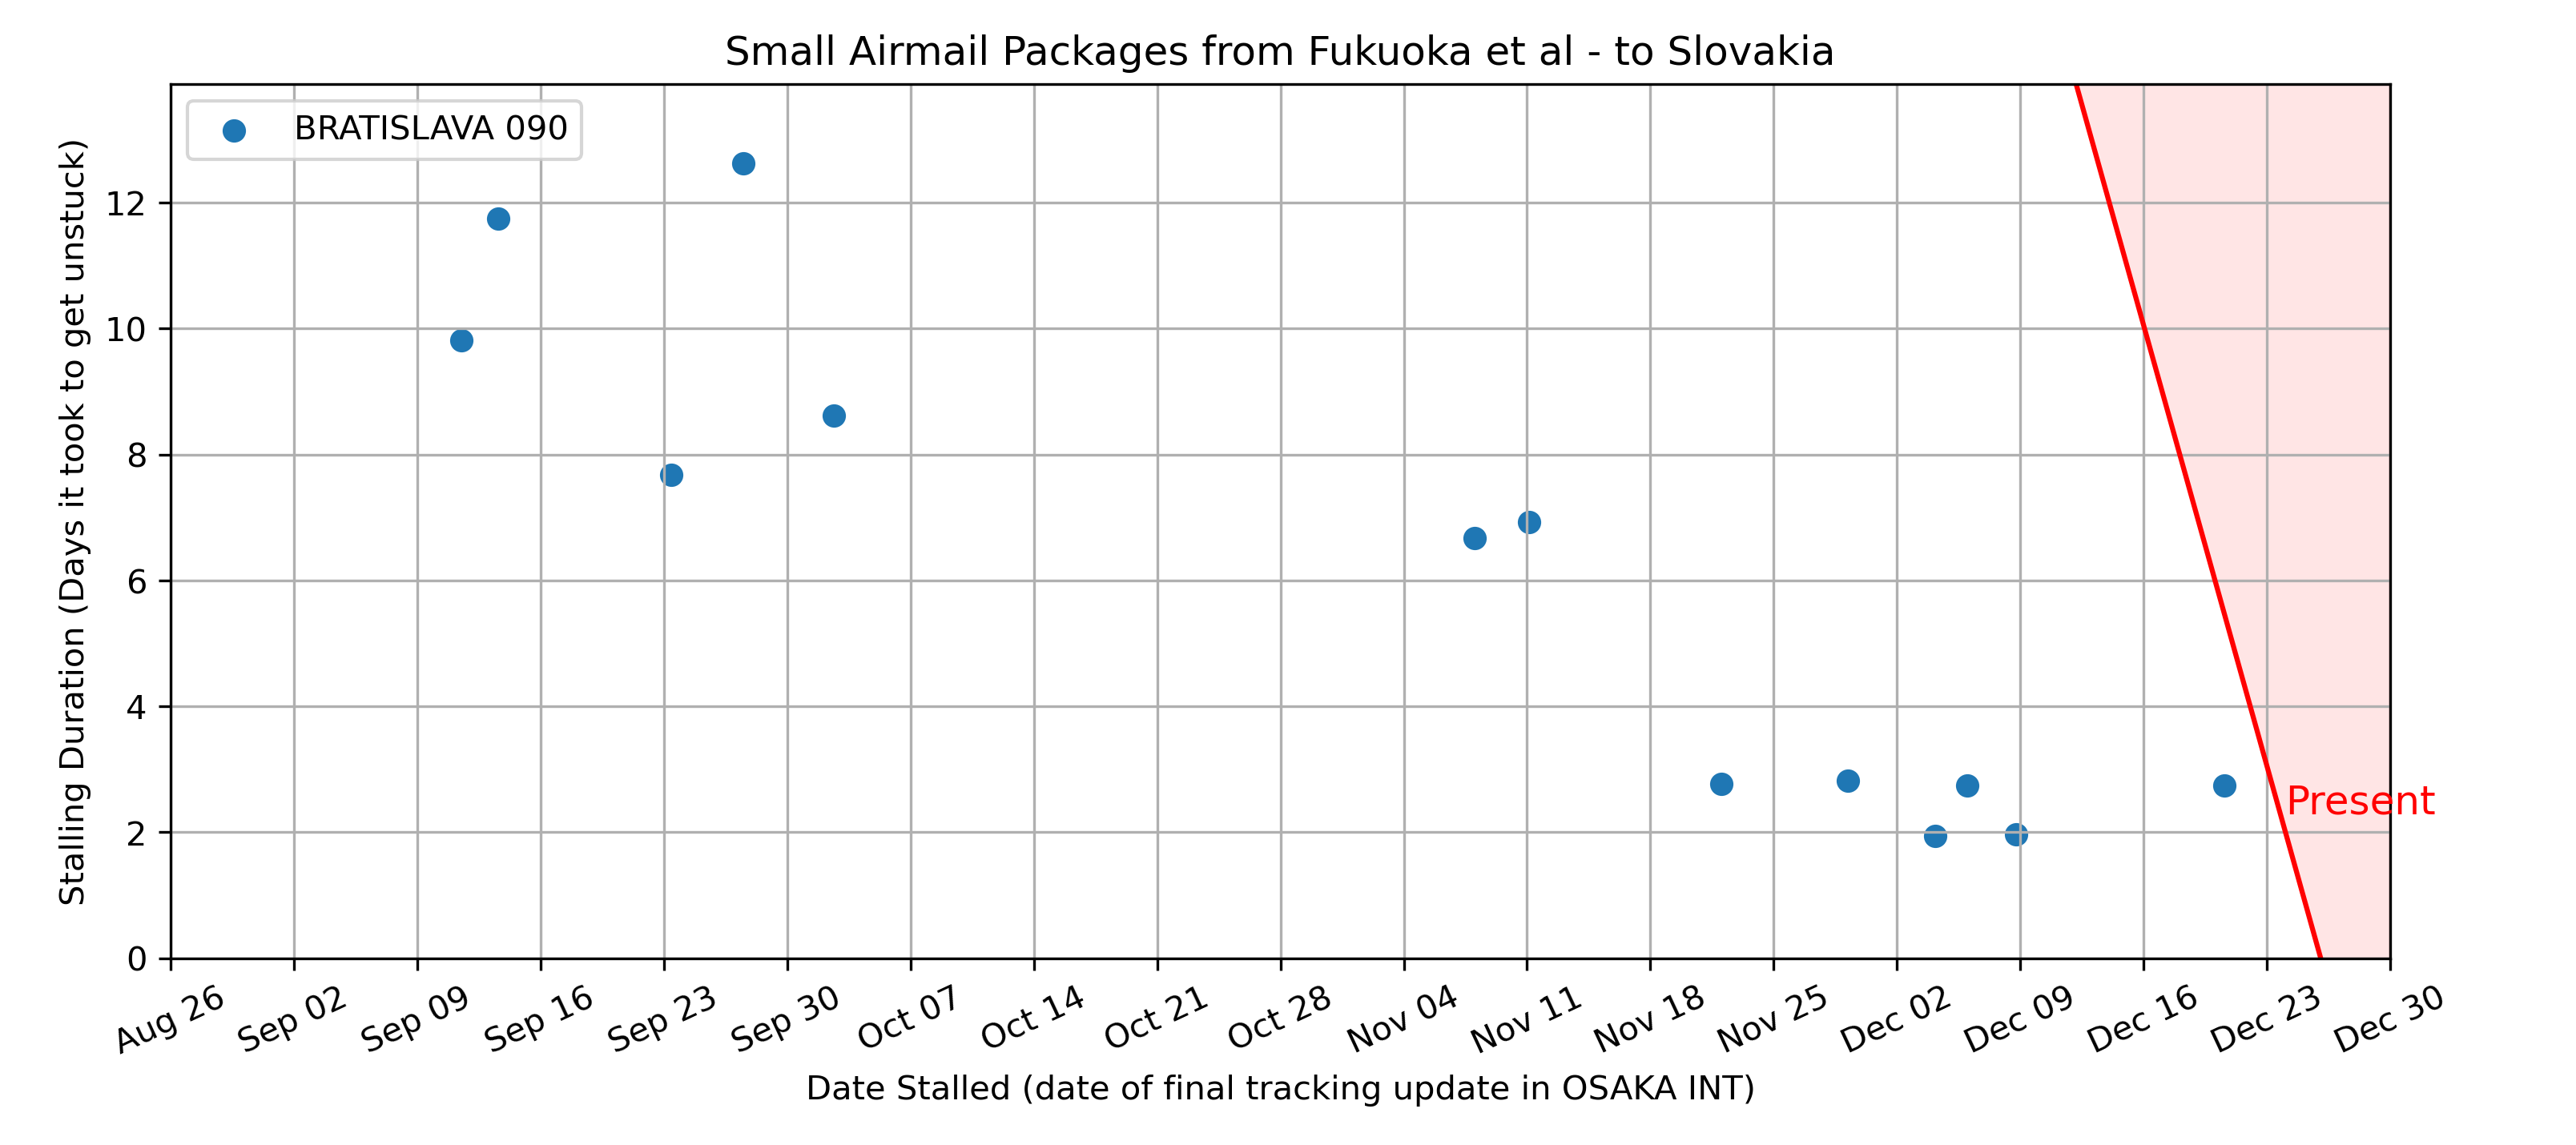 Small Airmail Packages from Fukuoka et al - to Slovakia
BRATISLAVA 090
Stalling Duration (Days it took to get unstuck)
12
10
8
6
4
2
0
Present
Aug 26
Sep 02
Sep 09
Sep 16
Sep 23
Sep 30
Oct 07
Oct 14
Oct 21
Oct 28
Nov 04
Nov 11
Nov 18
Nov 25
Dec 02
Dec 09
Dec 16
Dec 23
Dec 30
Date Stalled (date of final tracking update in OSAKA INT)